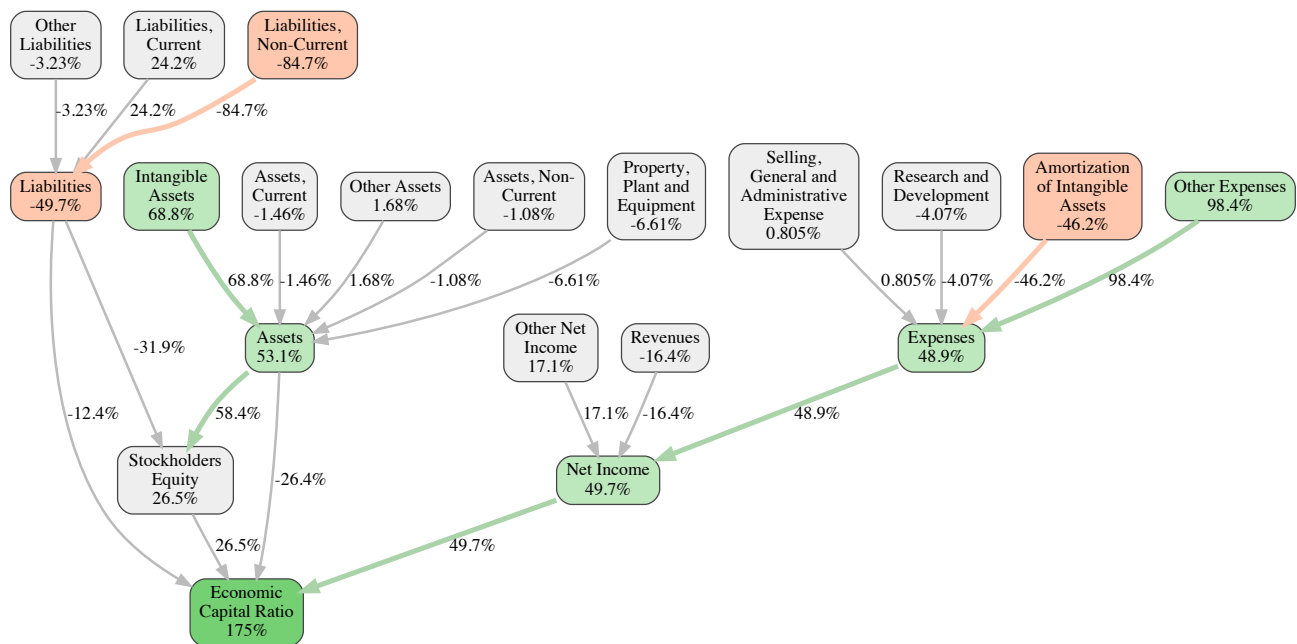 Other
Liabilities
-3.23%
Liabilities,
Current
24.2%
Liabilities,
Non-Current
-84.7%
-3.23%
24.2%
-84.7%
Liabilities
-49.7%
Intangible
Assets
68.8%
Assets,
Current
-1.46%
Other Assets
1.68%
Assets, Non-
Current
-1.08%
Property,
Plant and
Equipment
-6.61%
Selling,
General and
Administrative
Expense
0.805%
Research and
Development
-4.07%
Amortization
of Intangible
Assets
-46.2%
Other Expenses
98.4%
68.8%
-1.46%
1.68%
-1.08%
-6.61%
0.805%
-4.07%
-46.2%
98.4%
-31.9%
Assets
53.1%
Other Net
Income
17.1%
Revenues
-16.4%
Expenses
48.9%
-12.4%
58.4%
17.1%
-16.4%
48.9%
Stockholders
Equity
26.5%
-26.4%
Net Income
49.7%
26.5%
49.7%
Economic
Capital Ratio
175%